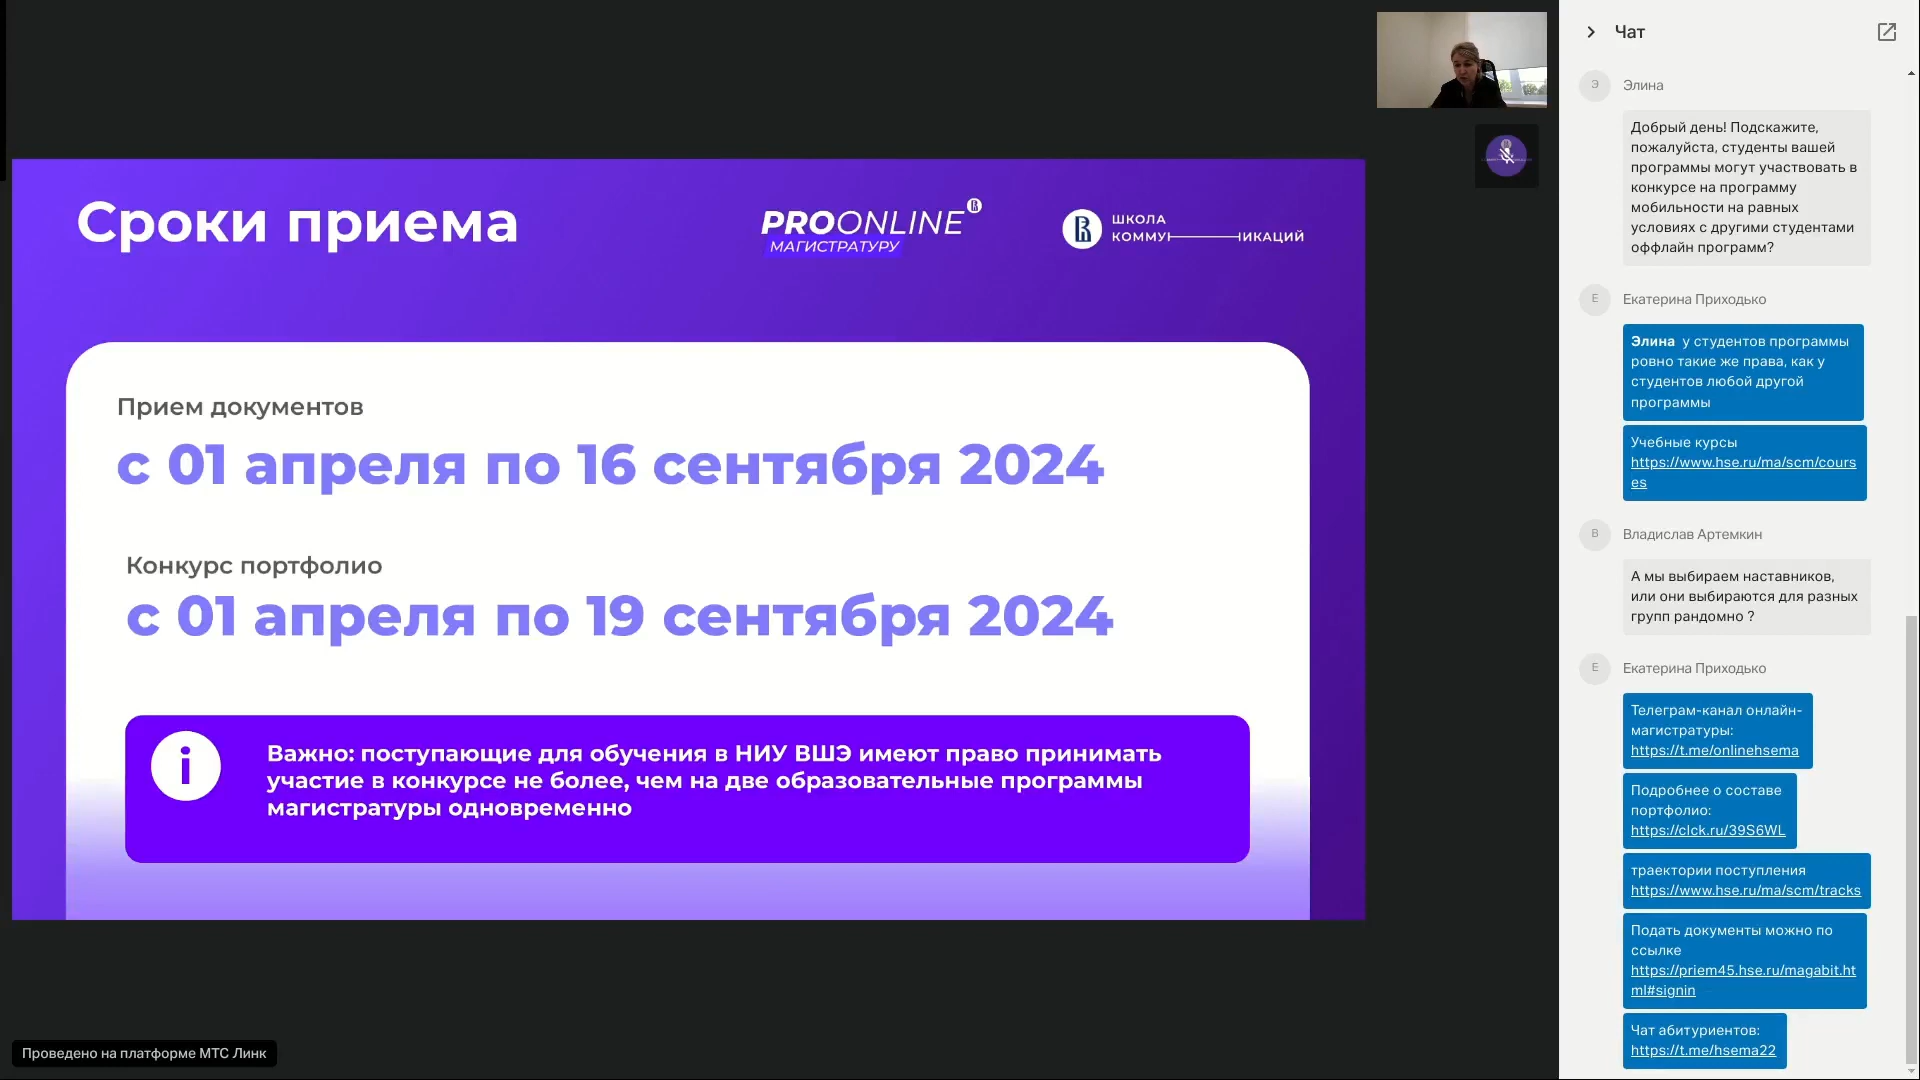 Сроки приема
PROONLINE
МАГИСТРАТУРУ
ШКОЛА
КОММУНИКАЦИЙ
Прием документов
с 01 апреля по 16 сентября 2024
Конкурс портфолио
с 01 апреля по 19 сентября 2024
i
Важно: поступающие для обучения в НИУ ВШЭ имеют право принимать
участие в конкурсе не более, чем на две образовательные программы
магистратуры одновременно
Проведено на платформе МТС Линк
Чат
Э
Элина
Добрый день! Подскажите,
пожалуйста, студенты вашей
программы могут участвовать в
конкурсе на программу
мобильности на равных
условиях с другими студентами
оффлайн программ?
Е
Екатерина Приходько
Элина у студентов программы
ровно такие же права, как у
студентов любой другой
программы
Учебные курсы
https://www.hse.ru/ma/scm/cours
es
В
Владислав Артемкин
А мы выбираем наставников,
или они выбираются для разных
групп рандомно ?
Е
Екатерина Приходько
Телеграм-канал онлайн-
магистратуры:
https://t.me/onlinehsema
Подробнее о составе
портфолио:
https://clck.ru/39S6WL
траектории поступления
https://www.hse.ru/ma/scm/tracks
Подать документы можно по
ссылке
https://priem45.hse.ru/magabit.ht
ml#signin
Чат абитуриентов:
https://t.me/hsema22